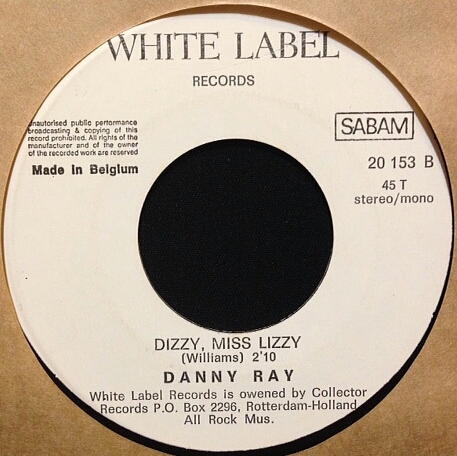 WHITE LABEL
RECORDS
unautorised public performance
broadcasting & copying of this
record prohibited. All rights of the
manufacturer and of the owner
of the recorded work are reserved
Made in Belgium
SABAM
20 153 B
45 T
stereo/mono
DIZZY, MISS LIZZY
(Williams) 2'10
DANNY RAY
White Label Records is owened by Collector
Records P.O. Box 2296, Rotterdam-Holland
All Rock Mus.